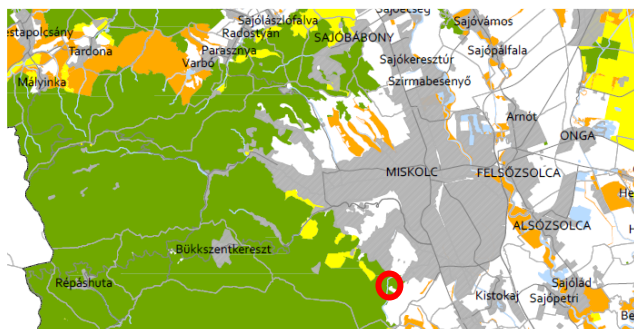 Sajólászlófalva
Radostyán
Sajóvámos
Tardona
Parasznya
SAJÓBÁBONY
Sajópálfala
Varbó
Sajókeresztúr
Mályinka
Szirmabesenyő
Arnót
ONGA
MISKOLC
FELSŐZSOLCA
ALSÓZSOLCA
Bükkszentkereszt
Répáshuta
Kistokaj
Sajólád
Sajópetri